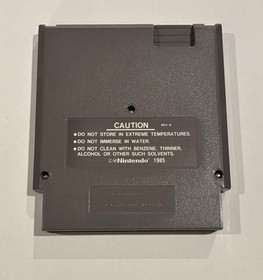 CAUTION REV-A
●DO NOT STORE IN EXTREME TEMPERATURES.
●DO NOT IMMERSE IN WATER.
●DO NOT CLEAN WITH BENZENE, THINNER,
ALCOHOL OR OTHER SUCH SOLVENTS.
©®Nintendo® 1985